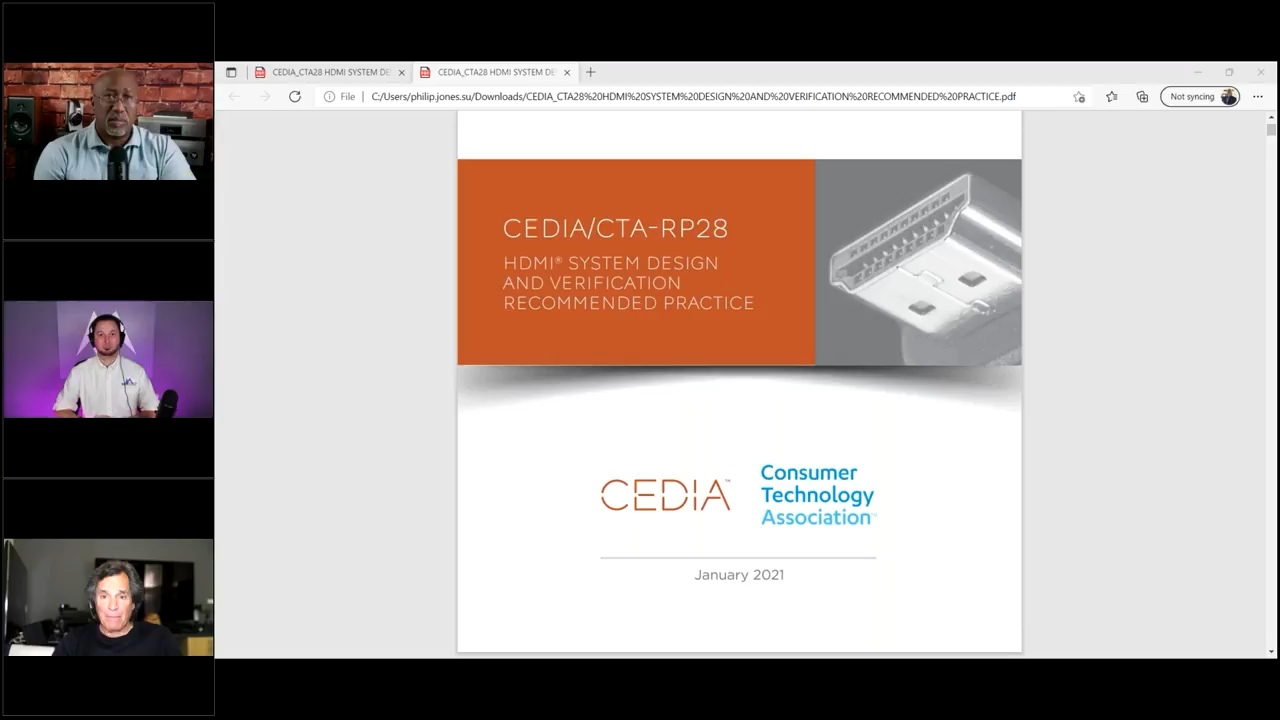 CEDIA_CTA28 HDMI SYSTEM DE
CEDIA_CTA28 HDMI SYSTEM DE
File
C:/Users/philip.jones.su/Downloads/CEDIA_CTA28%20HDMI%20SYSTEM%20DESIGN%20AND%20VERIFICATION%20RECOMMENDED%20PRACTICE.pdf
Not syncing
CEDIA/CTA-RP28
HDMI® SYSTEM DESIGN
AND VERIFICATION
RECOMMENDED PRACTICE
CEDIA™
Consumer
Technology
Association™
January 2021